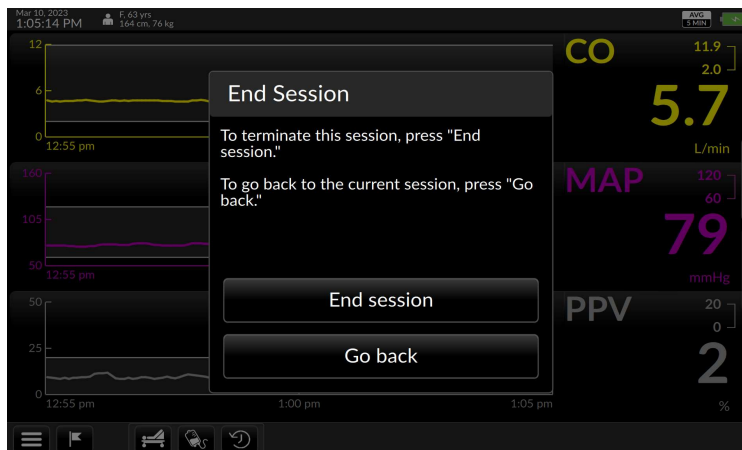 Mar 10, 2023
1:05:14 PM
F, 63 yrs
164 cm, 76 kg
AVG
5 MIN
12
6
0
12:55 pm
CO
11.9
2.0
5.7
L/min
End Session
To terminate this session, press "End
session."
To go back to the current session, press "Go
back."
End session
Go back
160
105
50
12:55 pm
MAP
120
60
79
mmHg
50
25
0
12:55 pm
1:00 pm
1:05 pm
PPV
20
0
2
%